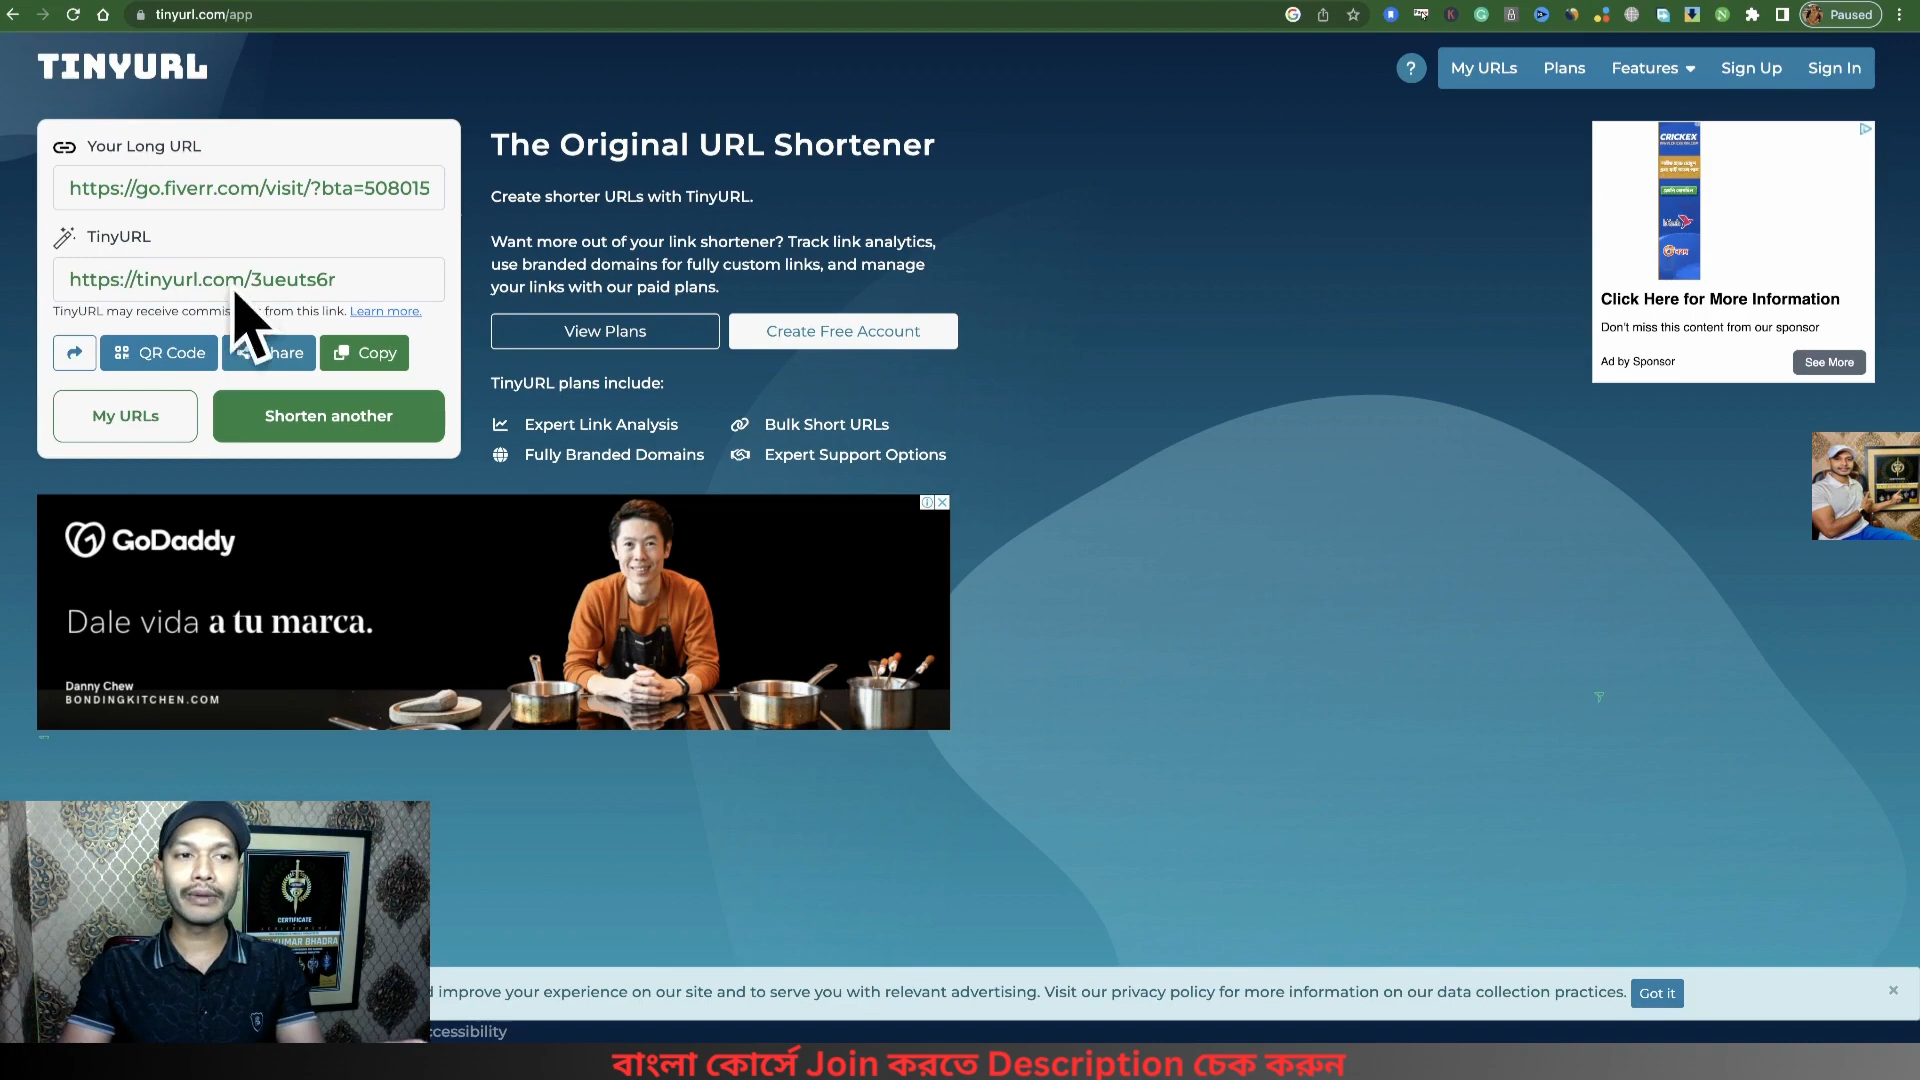 tinyurl.com/app
Paused
TINYURL
?
My URLs
Plans
Features
Sign Up
Sign In
Your Long URL
https://go.fiverr.com/visit/?bta=508015
TinyURL
https://tinyurl.com/3ueuts6r
TinyURL may receive commis from this link. Learn more.
QR Code
hare
Copy
My URLs
Shorten another
The Original URL Shortener
Create shorter URLs with TinyURL.
Want more out of your link shortener? Track link analytics,
use branded domains for fully custom links, and manage
your links with our paid plans.
View Plans
Create Free Account
TinyURL plans include:
Expert Link Analysis
Bulk Short URLs
Fully Branded Domains
Expert Support Options
CRICKEX
Click Here for More Information
Don't miss this content from our sponsor
Ad by Sponsor
See More
GoDaddy
Dale vida a tu marca.
Danny Chew
BONDINGKITCHEN.COM
CERTIFICATE
KUMAR BHADRA
improve your experience on our site and to serve you with relevant advertising. Visit our privacy policy for more information on our data collection practices.
Got it
ccessibility
বাংলা কোর্সে Join করতে Description চেক করুন